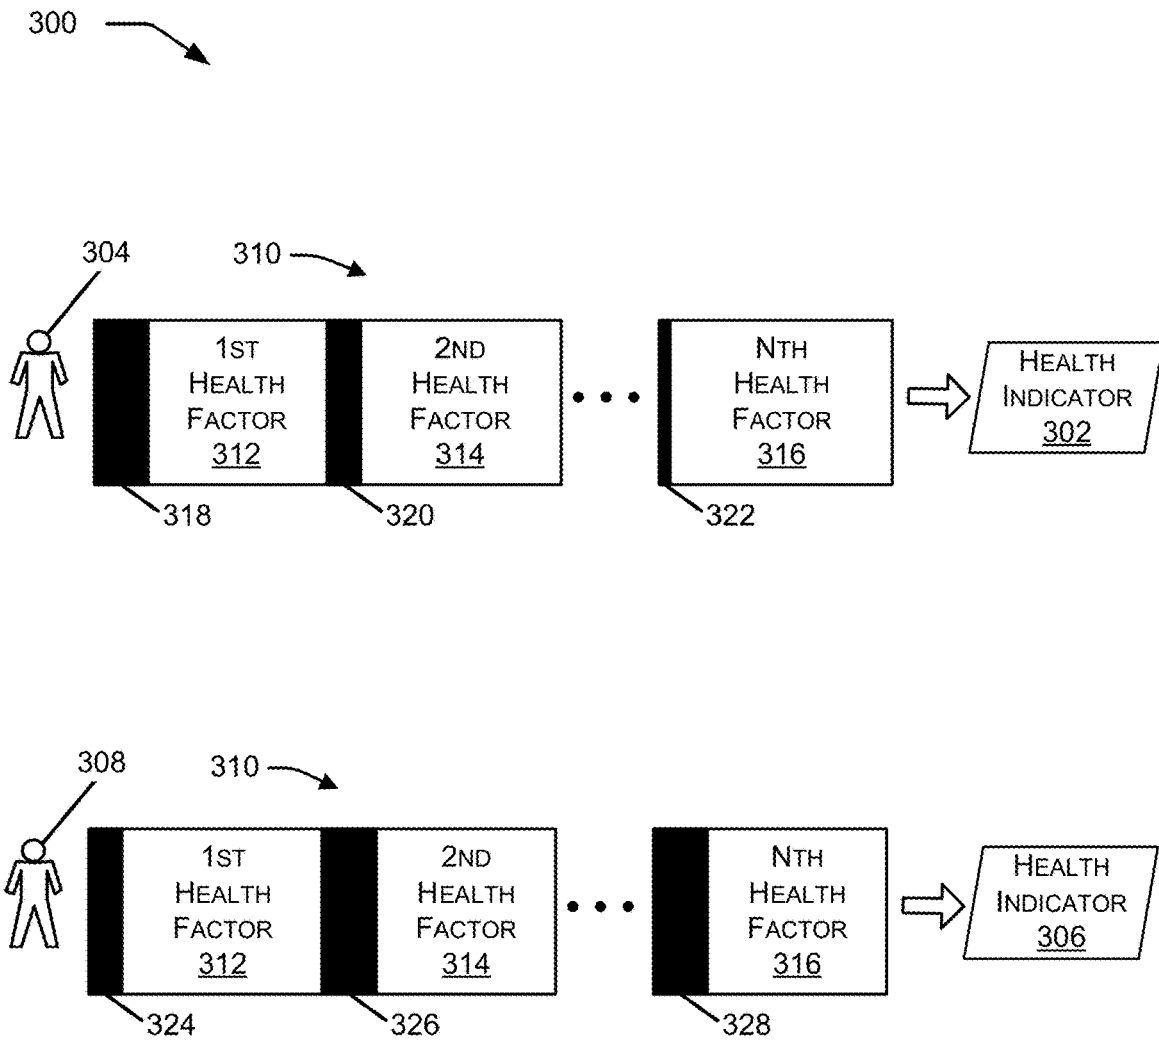 300
304
310
1ST
HEALTH
FACTOR
312
2ND
HEALTH
FACTOR
314
NTH
HEALTH
FACTOR
316
HEALTH
INDICATOR
302
318
320
322
308
310
1ST
HEALTH
FACTOR
312
2ND
HEALTH
FACTOR
314
NTH
HEALTH
FACTOR
316
HEALTH
INDICATOR
306
324
326
328